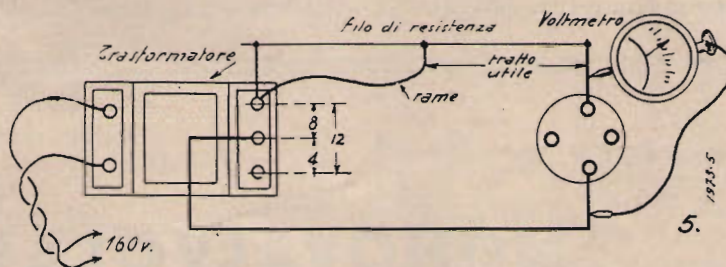 Trasformatore
filo di resistenza
Voltmetro
tratto
utile
rame
8
12
4
160 v.
5.
1973-5